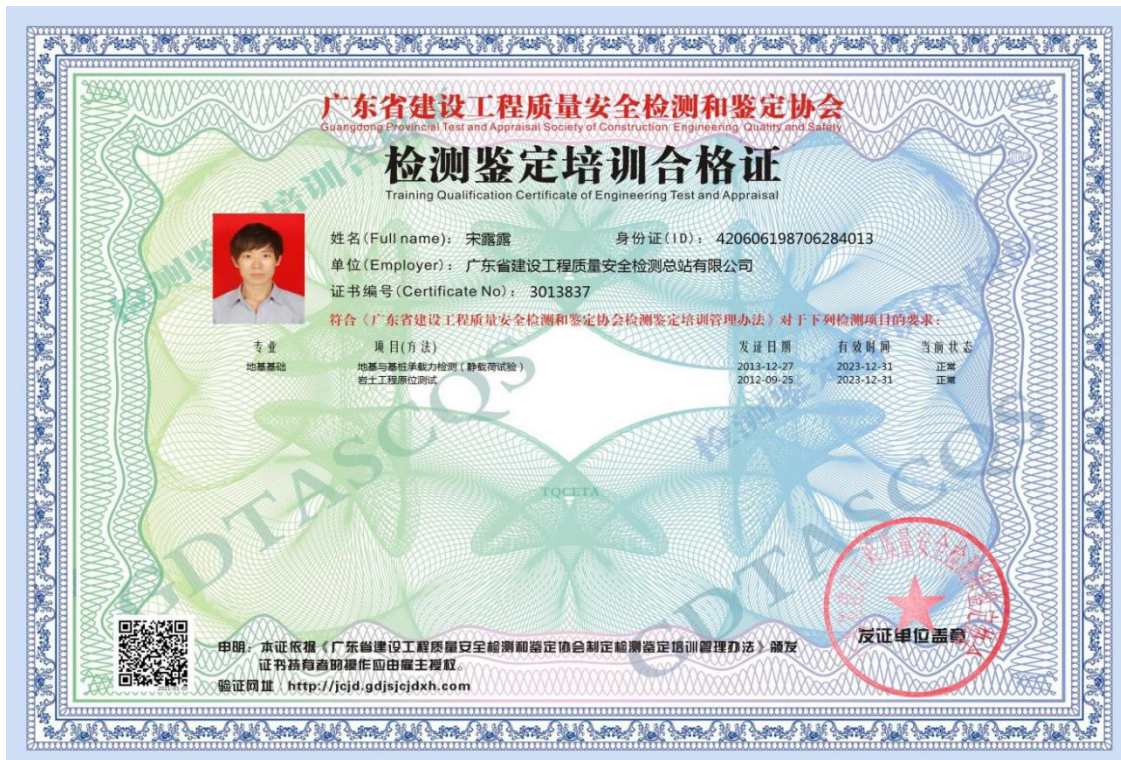 广东省建设工程质量安全检测和鉴定协会
Guangdong Provincial Test and Appraisal Society of Construction Engineering Quality and Safety
检测鉴定培训合格证
Training Qualification Certificate of Engineering Test and Appraisal
姓名(Full name): 宋露露 身份证(ID): 420606198706284013
单位(Employer): 广东省建设工程质量安全检测总站有限公司
证书编号(Certificate No): 3013837
符合《广东省建设工程质量安全检测和鉴定协会检测鉴定培训管理办法》对于下列检测项目的要求:
专业 项目(方法) 发证日期 有效时间 当前状态
地基基础 地基与基桩承载力检测(静载荷试验) 2013-12-27 2023-12-31 正常
岩土工程原位测试 2012-09-25 2023-12-31 正常
TQCETA
GDTASCQS
GDTASCQS
发证单位盖章
申明: 本证依据《广东省建设工程质量安全检测和鉴定协会制定检测鉴定培训管理办法》颁发
证书持有者的操作应由雇主授权。
验证网址: http://jcjd.gdjsjcjdxh.com